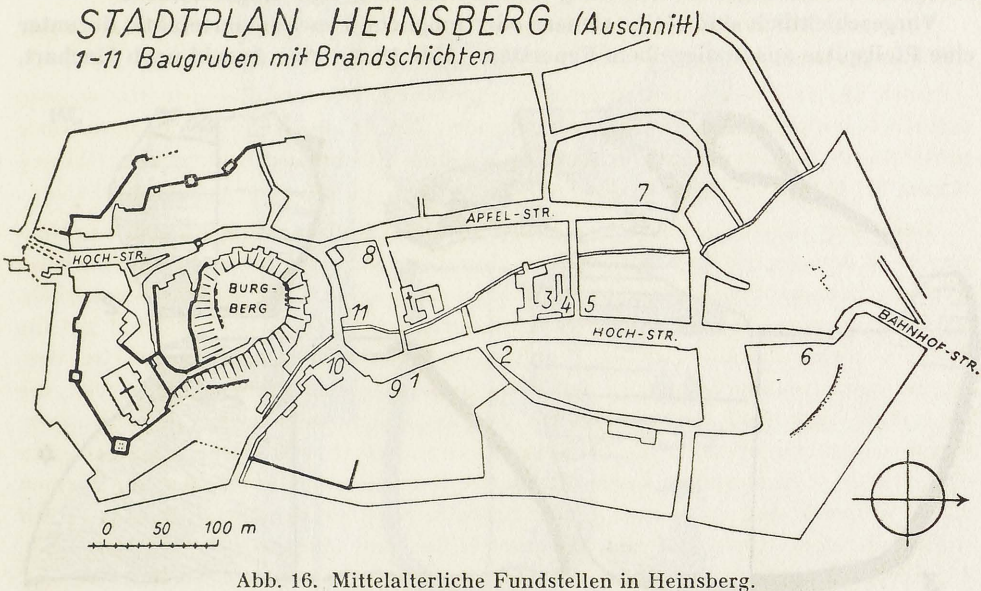 STADTPLAN HEINSBERG (Auschnitt)
1-11 Baugruben mit Brandschichten
7
APFEL-STR.
8
HOCH-STR.
BURG-
BERG
3
4
5
11
HOCH-STR.
BAHNHOF-STR.
2
6
10
9
1
0 50 100 m
Abb. 16. Mittelalterliche Fundstellen in Heinsberg.